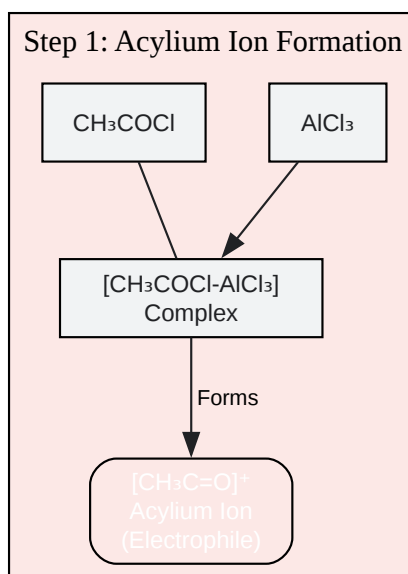 Step 1: Acylium Ion Formation
CH₃COCl
AlCl₃
[CH₃COCl-AlCl₃]
Complex
Forms
[CH₃C=O]⁺
Acylium Ion
(Electrophile)